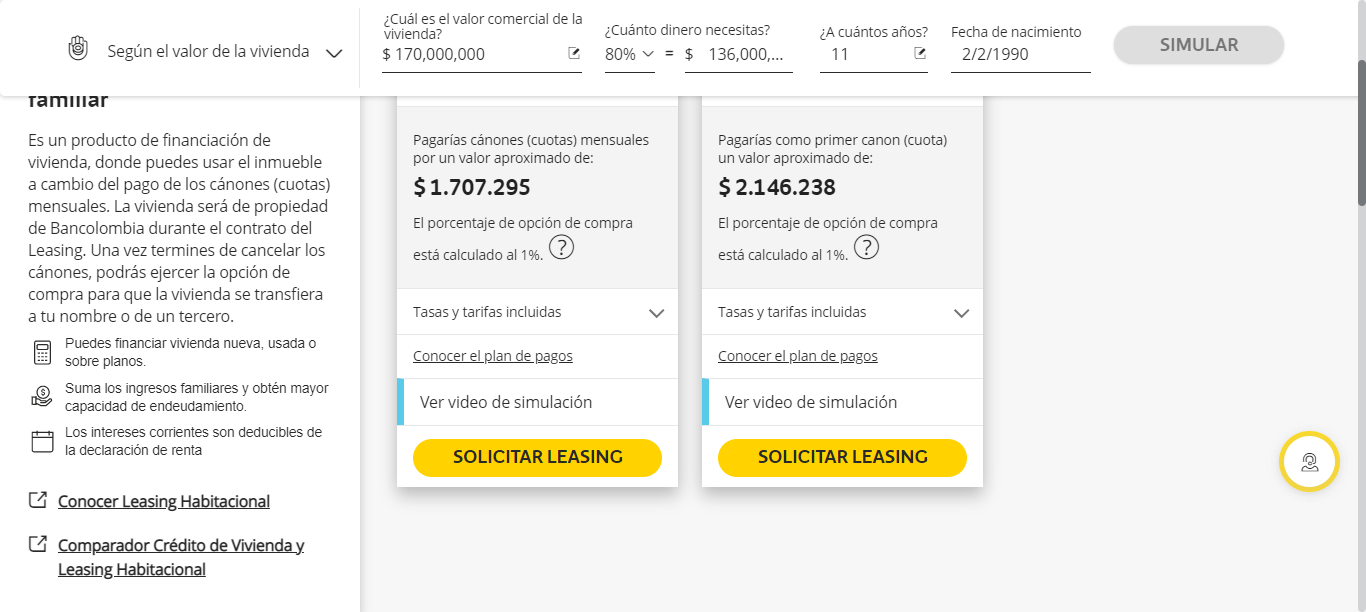 Según el valor de la vivienda
¿Cuál es el valor comercial de la
vivienda?
$ 170,000,000
¿Cuánto dinero necesitas?
80% = $ 136,000,...
¿A cuántos años?
11
Fecha de nacimiento
2/2/1990
SIMULAR
familiar
Es un producto de financiación de
vivienda, donde puedes usar el inmueble
a cambio del pago de los cánones (cuotas)
mensuales. La vivienda será de propiedad
de Bancolombia durante el contrato del
Leasing. Una vez termines de cancelar los
cánones, podrás ejercer la opción de
compra para que la vivienda se transfiera
a tu nombre o de un tercero.
Puedes financiar vivienda nueva, usada o
sobre planos.
Suma los ingresos familiares y obtén mayor
capacidad de endeudamiento.
Los intereses corrientes son deducibles de
la declaración de renta
Conocer Leasing Habitacional
Comparador Crédito de Vivienda y
Leasing Habitacional
Pagarías cánones (cuotas) mensuales
por un valor aproximado de:
$ 1.707.295
El porcentaje de opción de compra
está calculado al 1%. ?
Tasas y tarifas incluidas
Conocer el plan de pagos
Ver video de simulación
SOLICITAR LEASING
Pagarías como primer canon (cuota)
un valor aproximado de:
$ 2.146.238
El porcentaje de opción de compra
está calculado al 1%. ?
Tasas y tarifas incluidas
Conocer el plan de pagos
Ver video de simulación
SOLICITAR LEASING